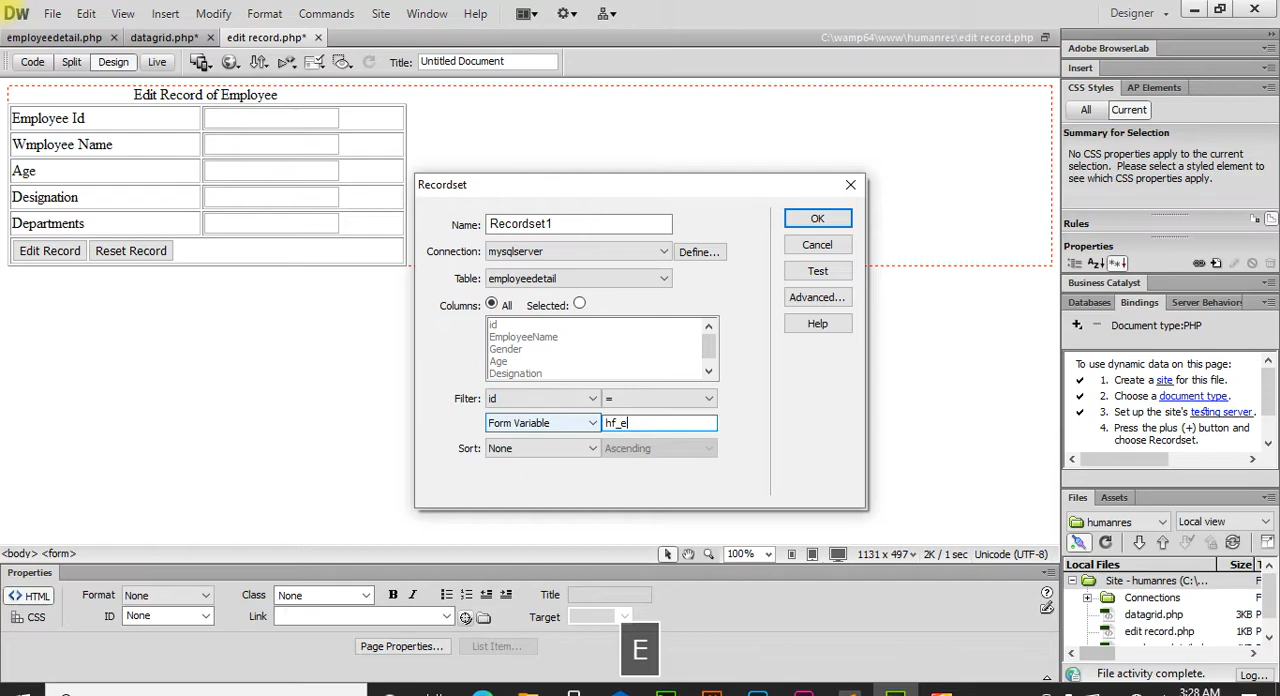 DW File Edit View Insert Modify Format Commands Site Window Help Designer
employeedetail.php × datagrid.php* × edit record.php* × C:\wamp64\www\humanres\edit record.php
Code Split Design Live Title: Untitled Document
Edit Record of Employee
Employee Id
Wmployee Name
Age
Designation
Departments
Edit Record Reset Record
Recordset
Name: Recordset1
Connection: mysqlserver Define...
Table: employeedetail
Columns: All Selected:
id
EmployeeName
Gender
Age
Designation
Filter: id =
Form Variable hf_e
Sort: None Ascending
OK
Cancel
Test
Advanced...
Help
Adobe BrowserLab
Insert
CSS Styles AP Elements
All Current
Summary for Selection
No CSS properties apply to the current
selection. Please select a styled element to
see which CSS properties apply.
Rules
Properties
Business Catalyst
Databases Bindings Server Behaviors
Document type:PHP
To use dynamic data on this page:
1. Create a site for this file.
2. Choose a document type.
3. Set up the site's testing server.
4. Press the plus (+) button and
choose Recordset.
Files Assets
humanres Local view
Local Files Size
Site - humanres (C:\... F
Connections F
datagrid.php 3KB P
edit record.php 1KB P
File activity complete. Log...
<body> <form> 100% 1131 x 497 2K / 1 sec Unicode (UTF-8)
Properties
HTML Format None Class None B I Title
CSS ID None Link Target
Page Properties... List Item...
E
3:28 AM